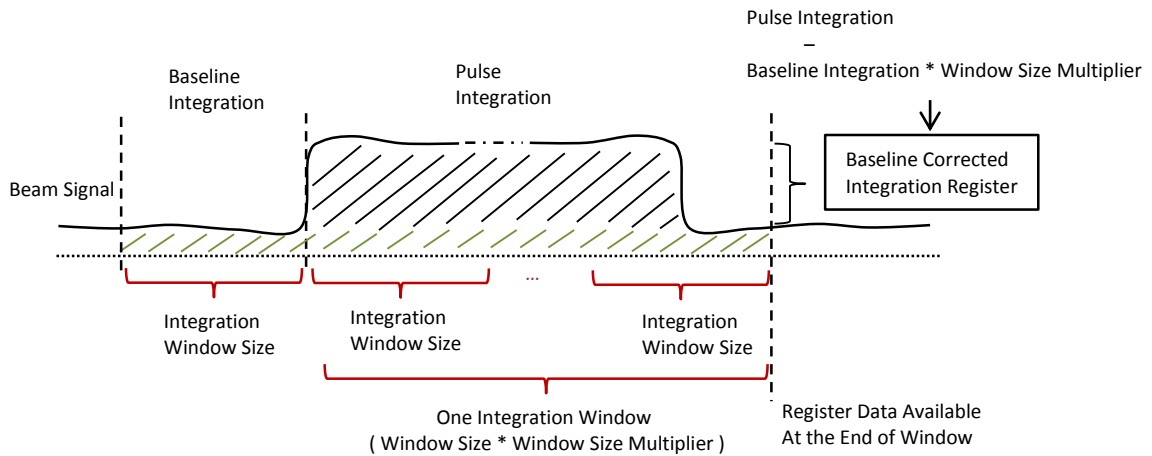 Pulse Integration
–
Baseline Integration * Window Size Multiplier
Baseline
Integration
Pulse
Integration
Baseline Corrected
Integration Register
Beam Signal
...
Integration
Window Size
Integration
Window Size
Integration
Window Size
One Integration Window
( Window Size * Window Size Multiplier )
Register Data Available
At the End of Window